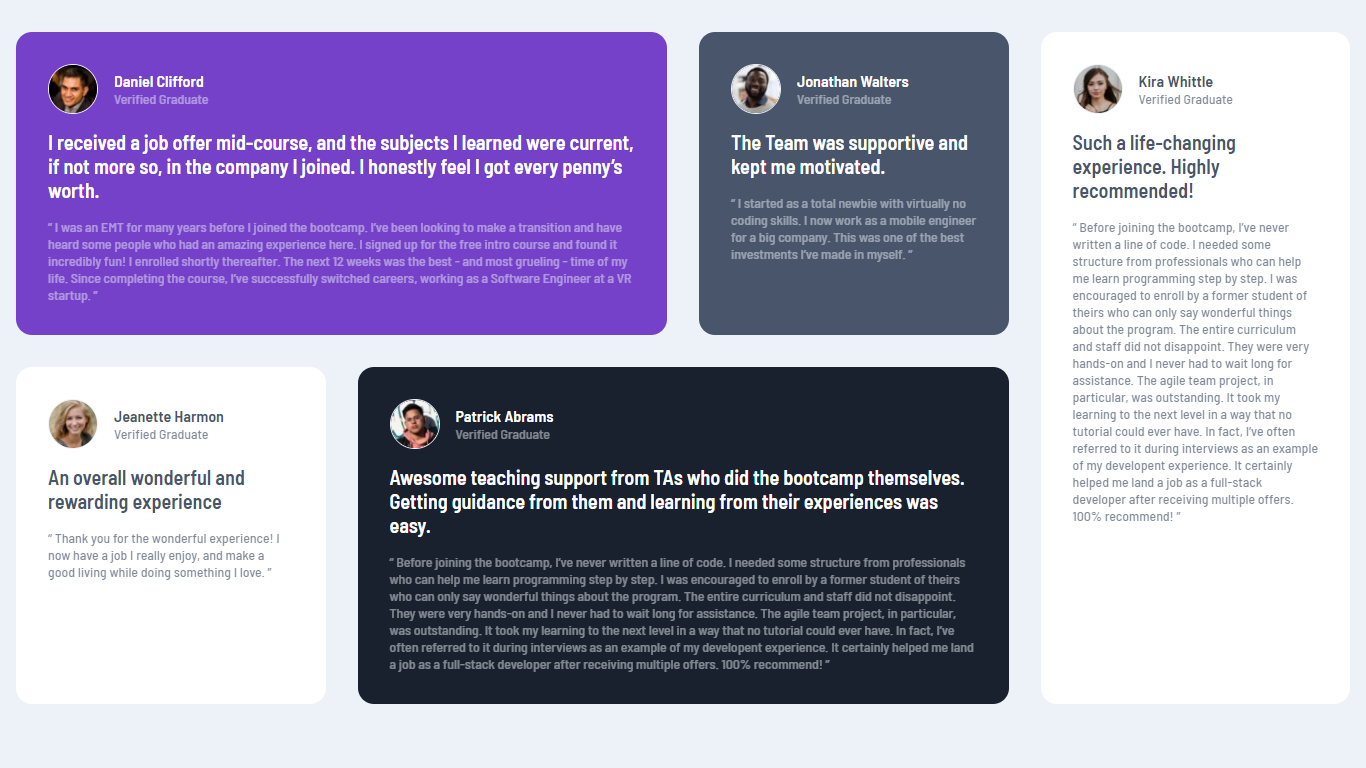 Daniel Clifford
Verified Graduate
I received a job offer mid-course, and the subjects I learned were current,
if not more so, in the company I joined. I honestly feel I got every penny’s
worth.
“ I was an EMT for many years before I joined the bootcamp. I’ve been looking to make a transition and have
heard some people who had an amazing experience here. I signed up for the free intro course and found it
incredibly fun! I enrolled shortly thereafter. The next 12 weeks was the best - and most grueling - time of my
life. Since completing the course, I’ve successfully switched careers, working as a Software Engineer at a VR
startup. ”
Jonathan Walters
Verified Graduate
The Team was supportive and
kept me motivated.
“ I started as a total newbie with virtually no
coding skills. I now work as a mobile engineer
for a big company. This was one of the best
investments I’ve made in myself. ”
Kira Whittle
Verified Graduate
Such a life-changing
experience. Highly
recommended!
“ Before joining the bootcamp, I’ve never
written a line of code. I needed some
structure from professionals who can help
me learn programming step by step. I was
encouraged to enroll by a former student of
theirs who can only say wonderful things
about the program. The entire curriculum
and staff did not disappoint. They were very
hands-on and I never had to wait long for
assistance. The agile team project, in
particular, was outstanding. It took my
learning to the next level in a way that no
tutorial could ever have. In fact, I’ve often
referred to it during interviews as an example
of my developent experience. It certainly
helped me land a job as a full-stack
developer after receiving multiple offers.
100% recommend! ”
Jeanette Harmon
Verified Graduate
An overall wonderful and
rewarding experience
“ Thank you for the wonderful experience! I
now have a job I really enjoy, and make a
good living while doing something I love. ”
Patrick Abrams
Verified Graduate
Awesome teaching support from TAs who did the bootcamp themselves.
Getting guidance from them and learning from their experiences was
easy.
“ Before joining the bootcamp, I’ve never written a line of code. I needed some structure from professionals
who can help me learn programming step by step. I was encouraged to enroll by a former student of theirs
who can only say wonderful things about the program. The entire curriculum and staff did not disappoint.
They were very hands-on and I never had to wait long for assistance. The agile team project, in particular,
was outstanding. It took my learning to the next level in a way that no tutorial could ever have. In fact, I’ve
often referred to it during interviews as an example of my developent experience. It certainly helped me land
a job as a full-stack developer after receiving multiple offers. 100% recommend! ”